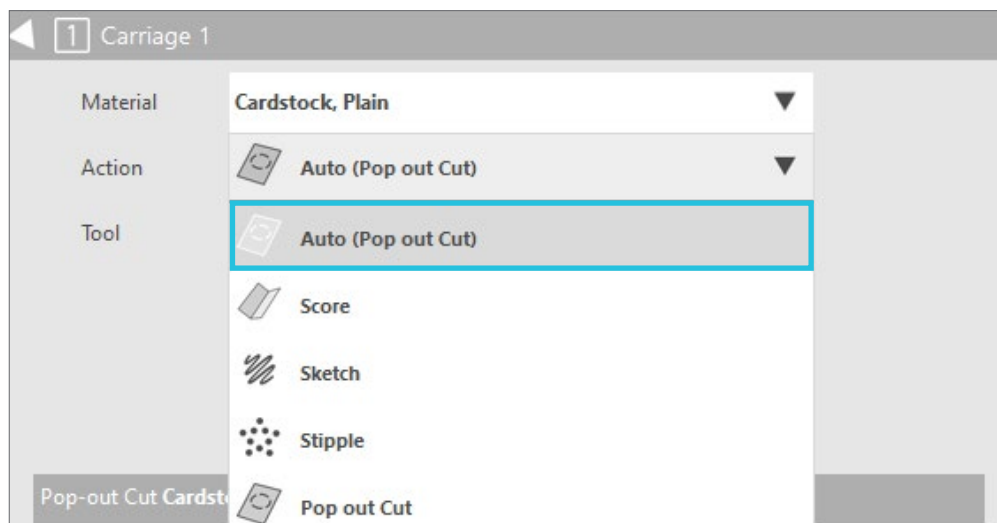 1 Carriage 1
Material Cardstock, Plain
Action Auto (Pop out Cut)
Tool Auto (Pop out Cut)
Score
Sketch
Stipple
Pop-out Cut Pop out Cut